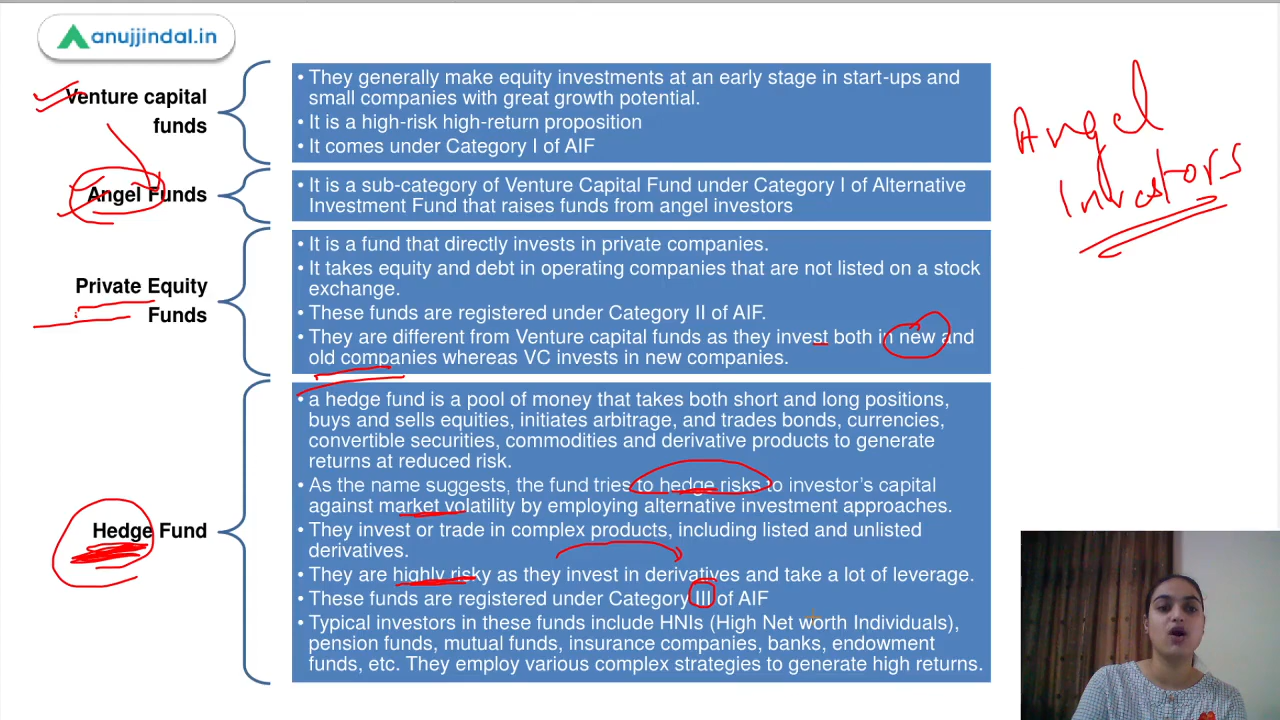 anujjindal.in
Venture capital
funds
• They generally make equity investments at an early stage in start-ups and
small companies with great growth potential.
• It is a high-risk high-return proposition
• It comes under Category I of AIF
Angel Funds
• It is a sub-category of Venture Capital Fund under Category I of Alternative
Investment Fund that raises funds from angel investors
Private Equity
Funds
• It is a fund that directly invests in private companies.
• It takes equity and debt in operating companies that are not listed on a stock
exchange.
• These funds are registered under Category II of AIF.
• They are different from Venture capital funds as they invest both in new and
old companies whereas VC invests in new companies.
Hedge Fund
• a hedge fund is a pool of money that takes both short and long positions,
buys and sells equities, initiates arbitrage, and trades bonds, currencies,
convertible securities, commodities and derivative products to generate
returns at reduced risk.
• As the name suggests, the fund tries to hedge risks to investor’s capital
against market volatility by employing alternative investment approaches.
• They invest or trade in complex products, including listed and unlisted
derivatives.
• They are highly risky as they invest in derivatives and take a lot of leverage.
• These funds are registered under Category III of AIF
• Typical investors in these funds include HNIs (High Net worth Individuals),
pension funds, mutual funds, insurance companies, banks, endowment
funds, etc. They employ various complex strategies to generate high returns.
Angel
Investors